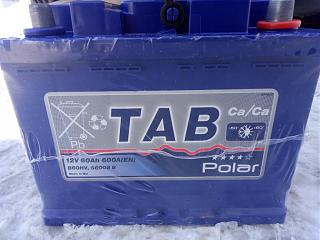 TAB
Ca/Ca
Pb
12V 60Ah 600A(EN)
Polar